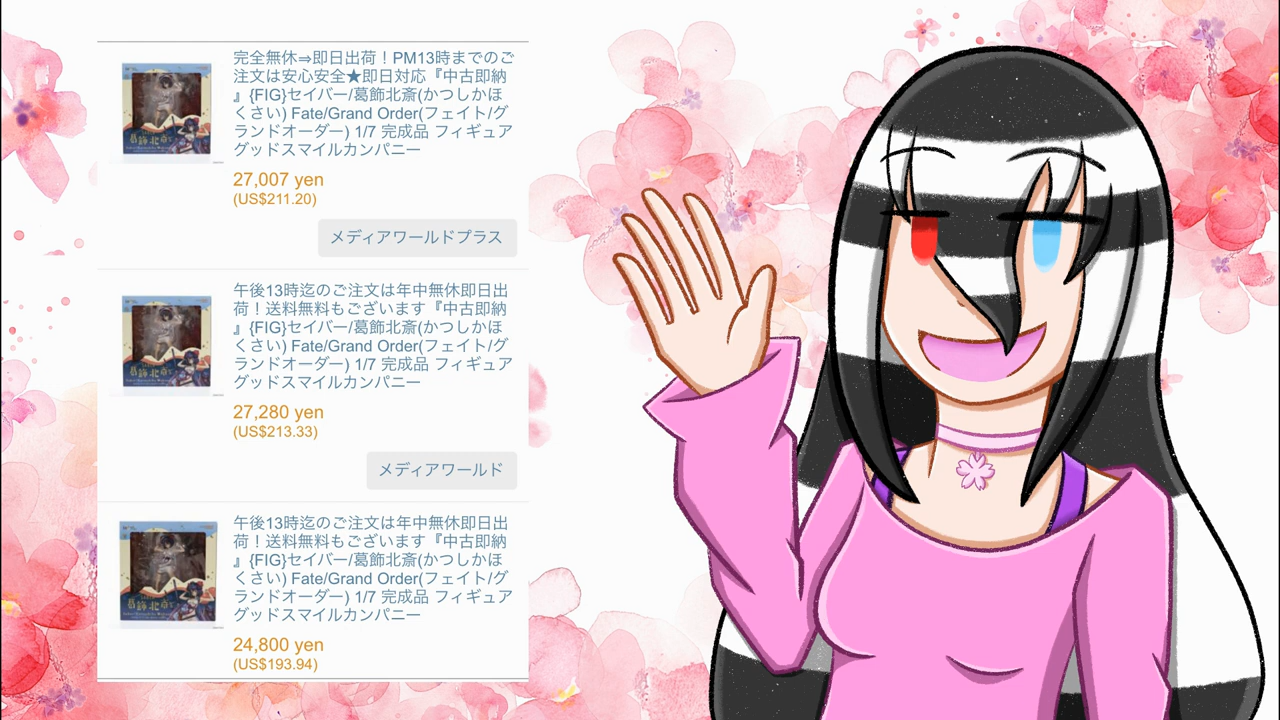 完全無休⇒即日出荷！PM13時までのご
注文は安心安全★即日対応『中古即納
』{FIG}セイバー/葛飾北斎(かつしかほ
くさい) Fate/Grand Order(フェイト/グ
ランドオーダー) 1/7 完成品 フィギュア
グッドスマイルカンパニー
27,007 yen
(US$211.20)
メディアワールドプラス
午後13時迄のご注文は年中無休即日出
荷！送料無料もございます『中古即納
』{FIG}セイバー/葛飾北斎(かつしかほ
くさい) Fate/Grand Order(フェイト/グ
ランドオーダー) 1/7 完成品 フィギュア
グッドスマイルカンパニー
27,280 yen
(US$213.33)
メディアワールド
午後13時迄のご注文は年中無休即日出
荷！送料無料もございます『中古即納
』{FIG}セイバー/葛飾北斎(かつしかほ
くさい) Fate/Grand Order(フェイト/グ
ランドオーダー) 1/7 完成品 フィギュア
グッドスマイルカンパニー
24,800 yen
(US$193.94)